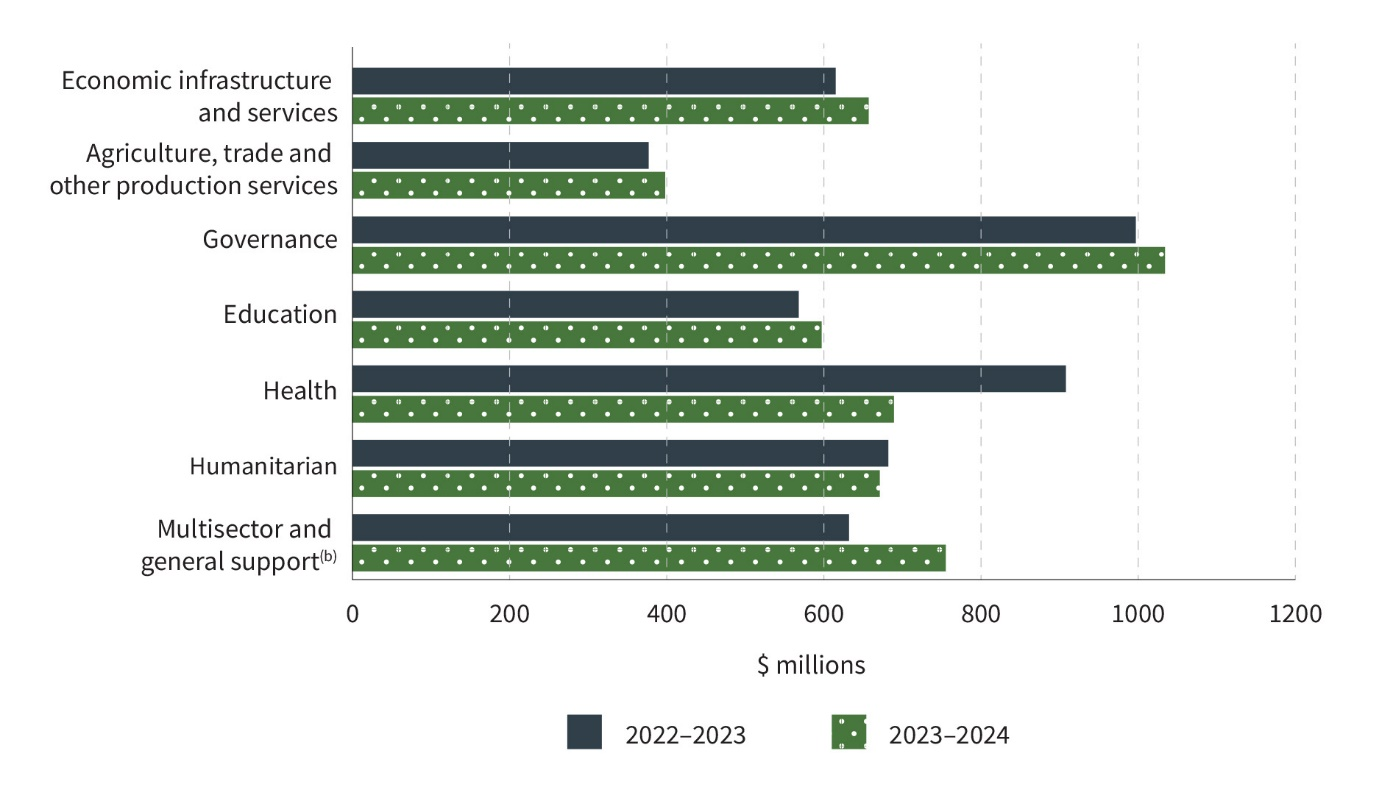 Economic infrastructure
and services
Agriculture, trade and
other production services
Governance
Education
Health
Humanitarian
Multisector and
general support(b)
0 200 400 600 800 1000 1200
$ millions
2022–2023 2023–2024